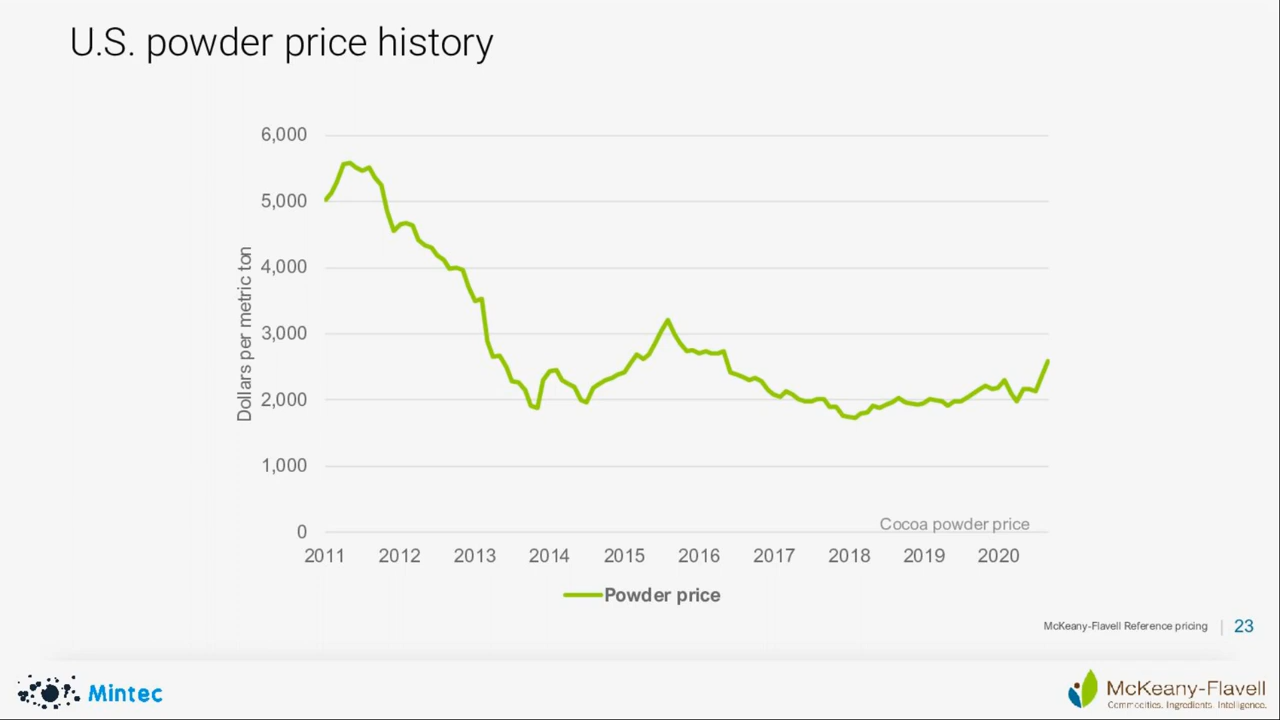 U.S. powder price history
Dollars per metric ton
6,000
5,000
4,000
3,000
2,000
1,000
0
Cocoa powder price
2011 2012 2013 2014 2015 2016 2017 2018 2019 2020
Powder price
McKeany-Flavell Reference pricing | 23
Mintec
McKeany-Flavell
Commodities. Ingredients. Intelligence.